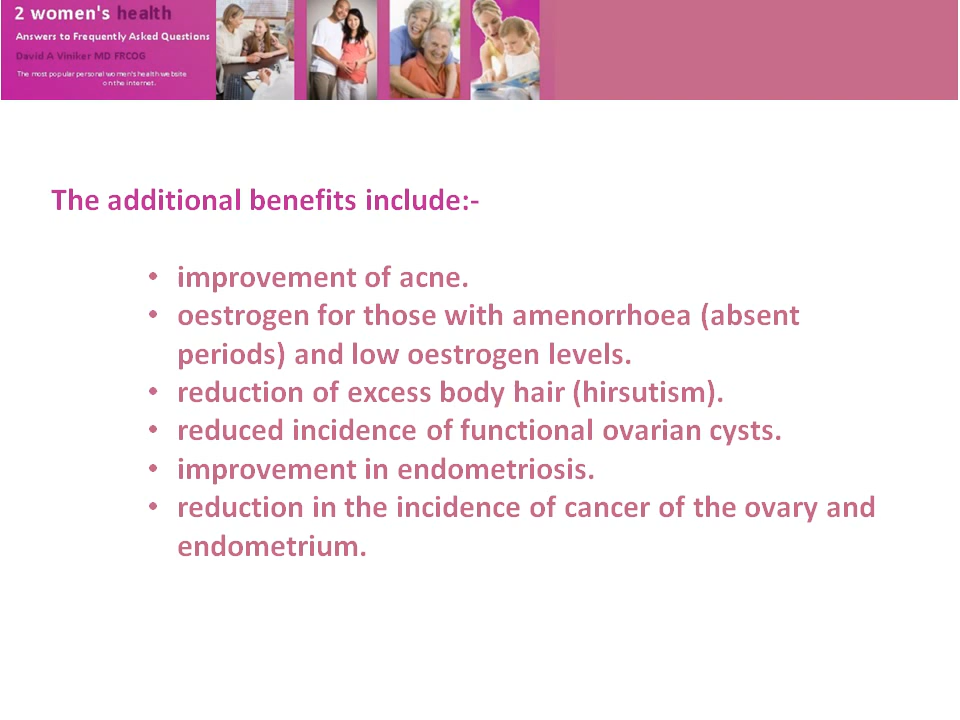 2 women's health
Answers to Frequently Asked Questions
David A Viniker MD FRCOG
The most popular personal women's health website
on the internet.
The additional benefits include:-
• improvement of acne.
• oestrogen for those with amenorrhoea (absent
periods) and low oestrogen levels.
• reduction of excess body hair (hirsutism).
• reduced incidence of functional ovarian cysts.
• improvement in endometriosis.
• reduction in the incidence of cancer of the ovary and
endometrium.